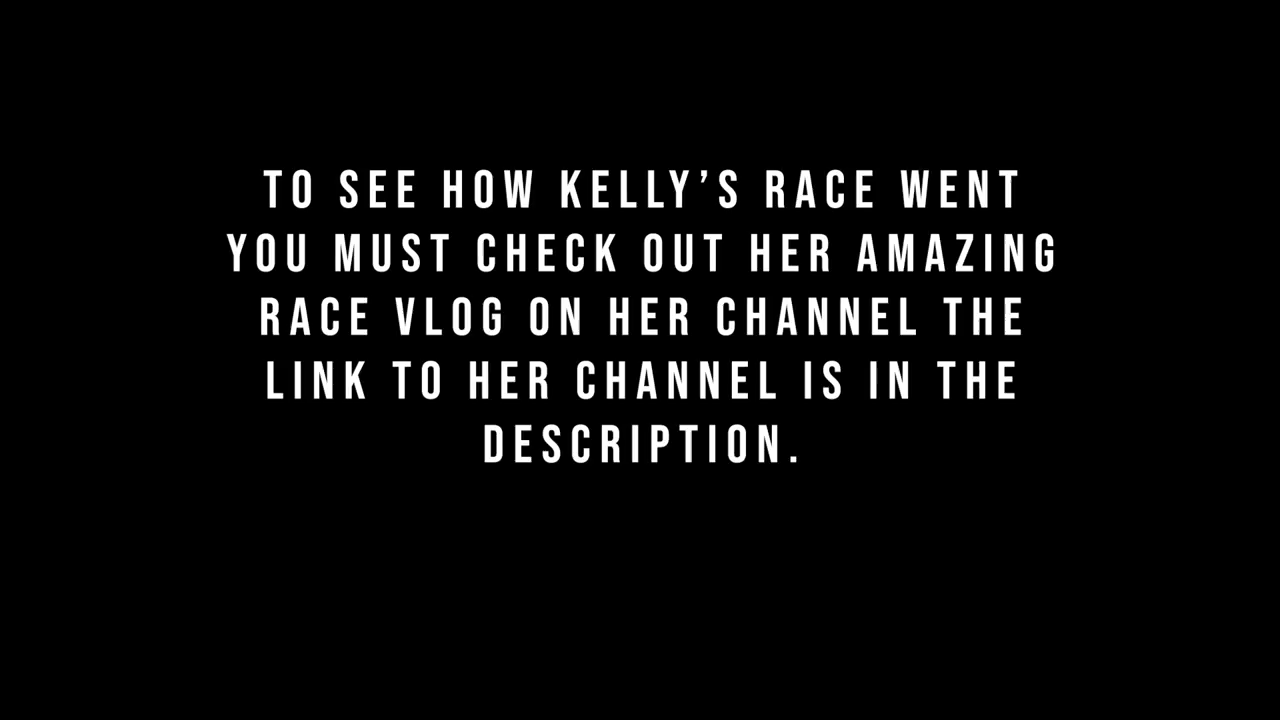 TO SEE HOW KELLY’S RACE WENT
YOU MUST CHECK OUT HER AMAZING
RACE VLOG ON HER CHANNEL THE
LINK TO HER CHANNEL IS IN THE
DESCRIPTION.